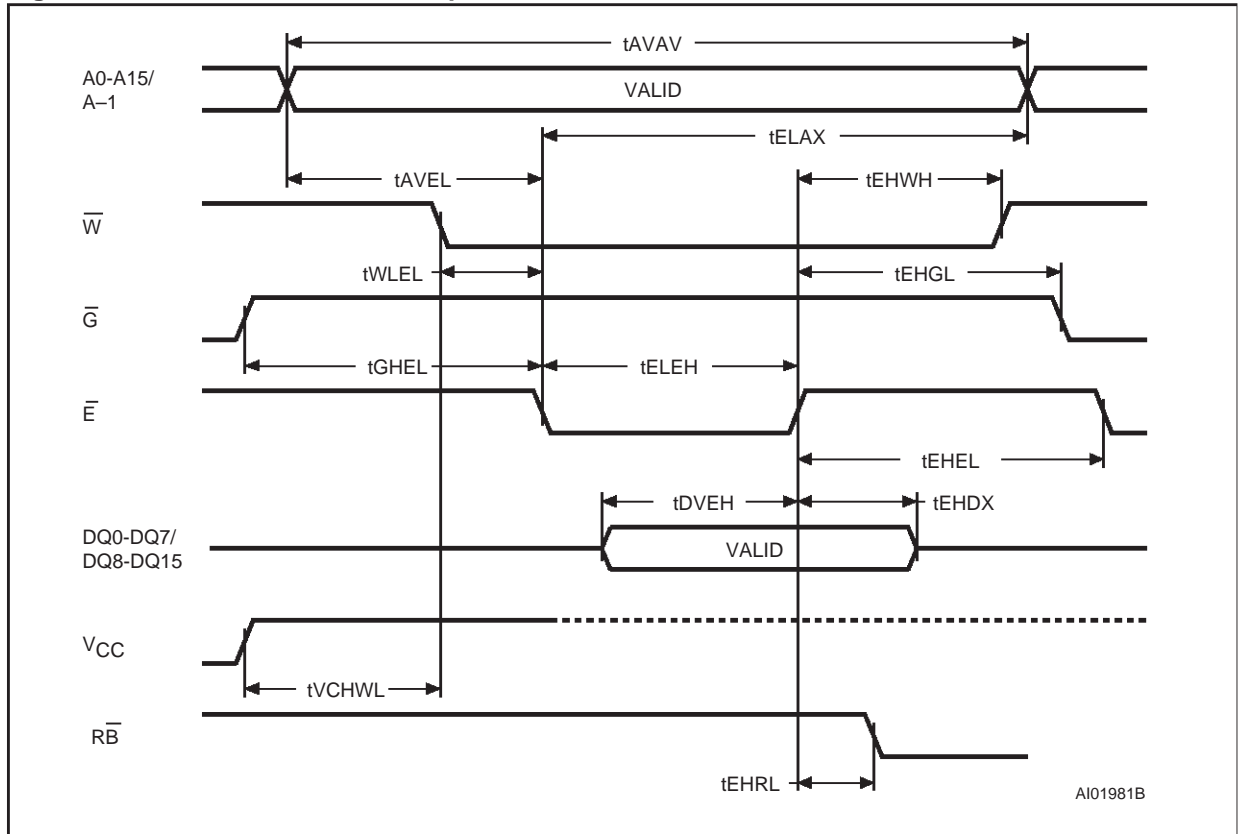 tAVAV
A0-A15/
A–1
VALID
tELAX
tAVEL
tEHWH
W̅
tWLEL
tEHGL
G̅
tGHEL
tELEH
E̅
tEHEL
tDVEH
tEHDX
DQ0-DQ7/
DQ8-DQ15
VALID
VCC
tVCHWL
RB̅
tEHRL
AI01981B